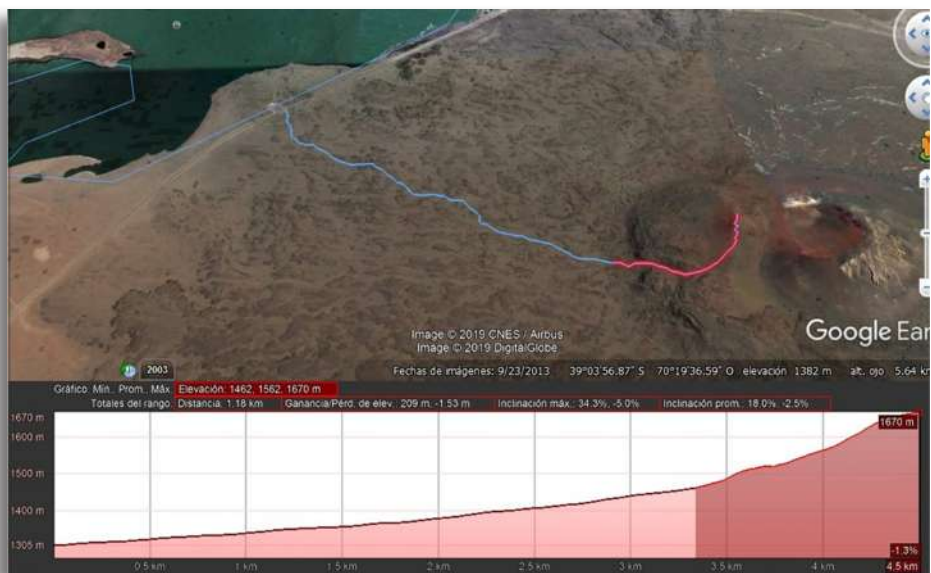 Image © 2019 CNES / Airbus
Image © 2019 DigitalGlobe
Google Ear
2003
Fechas de imágenes: 9/23/2013 39°03'56.87" S 70°19'36.59" O elevación 1382 m alt. ojo 5.64 km
Gráfico: Mín., Prom., Máx. Elevación: 1462, 1562, 1670 m
Totales del rango: Distancia: 1.18 km Ganancia/Pérd. de elev.: 209 m, -1.53 m Inclinación máx.: 34.3%, -5.0% Inclinación prom.: 18.0%, -2.5%
1670 m
1670 m
1600 m
1500 m
1400 m
1305 m
-1.3%
0.5 km 1 km 1.5 km 2 km 2.5 km 3 km 3.5 km 4 km 4.5 km